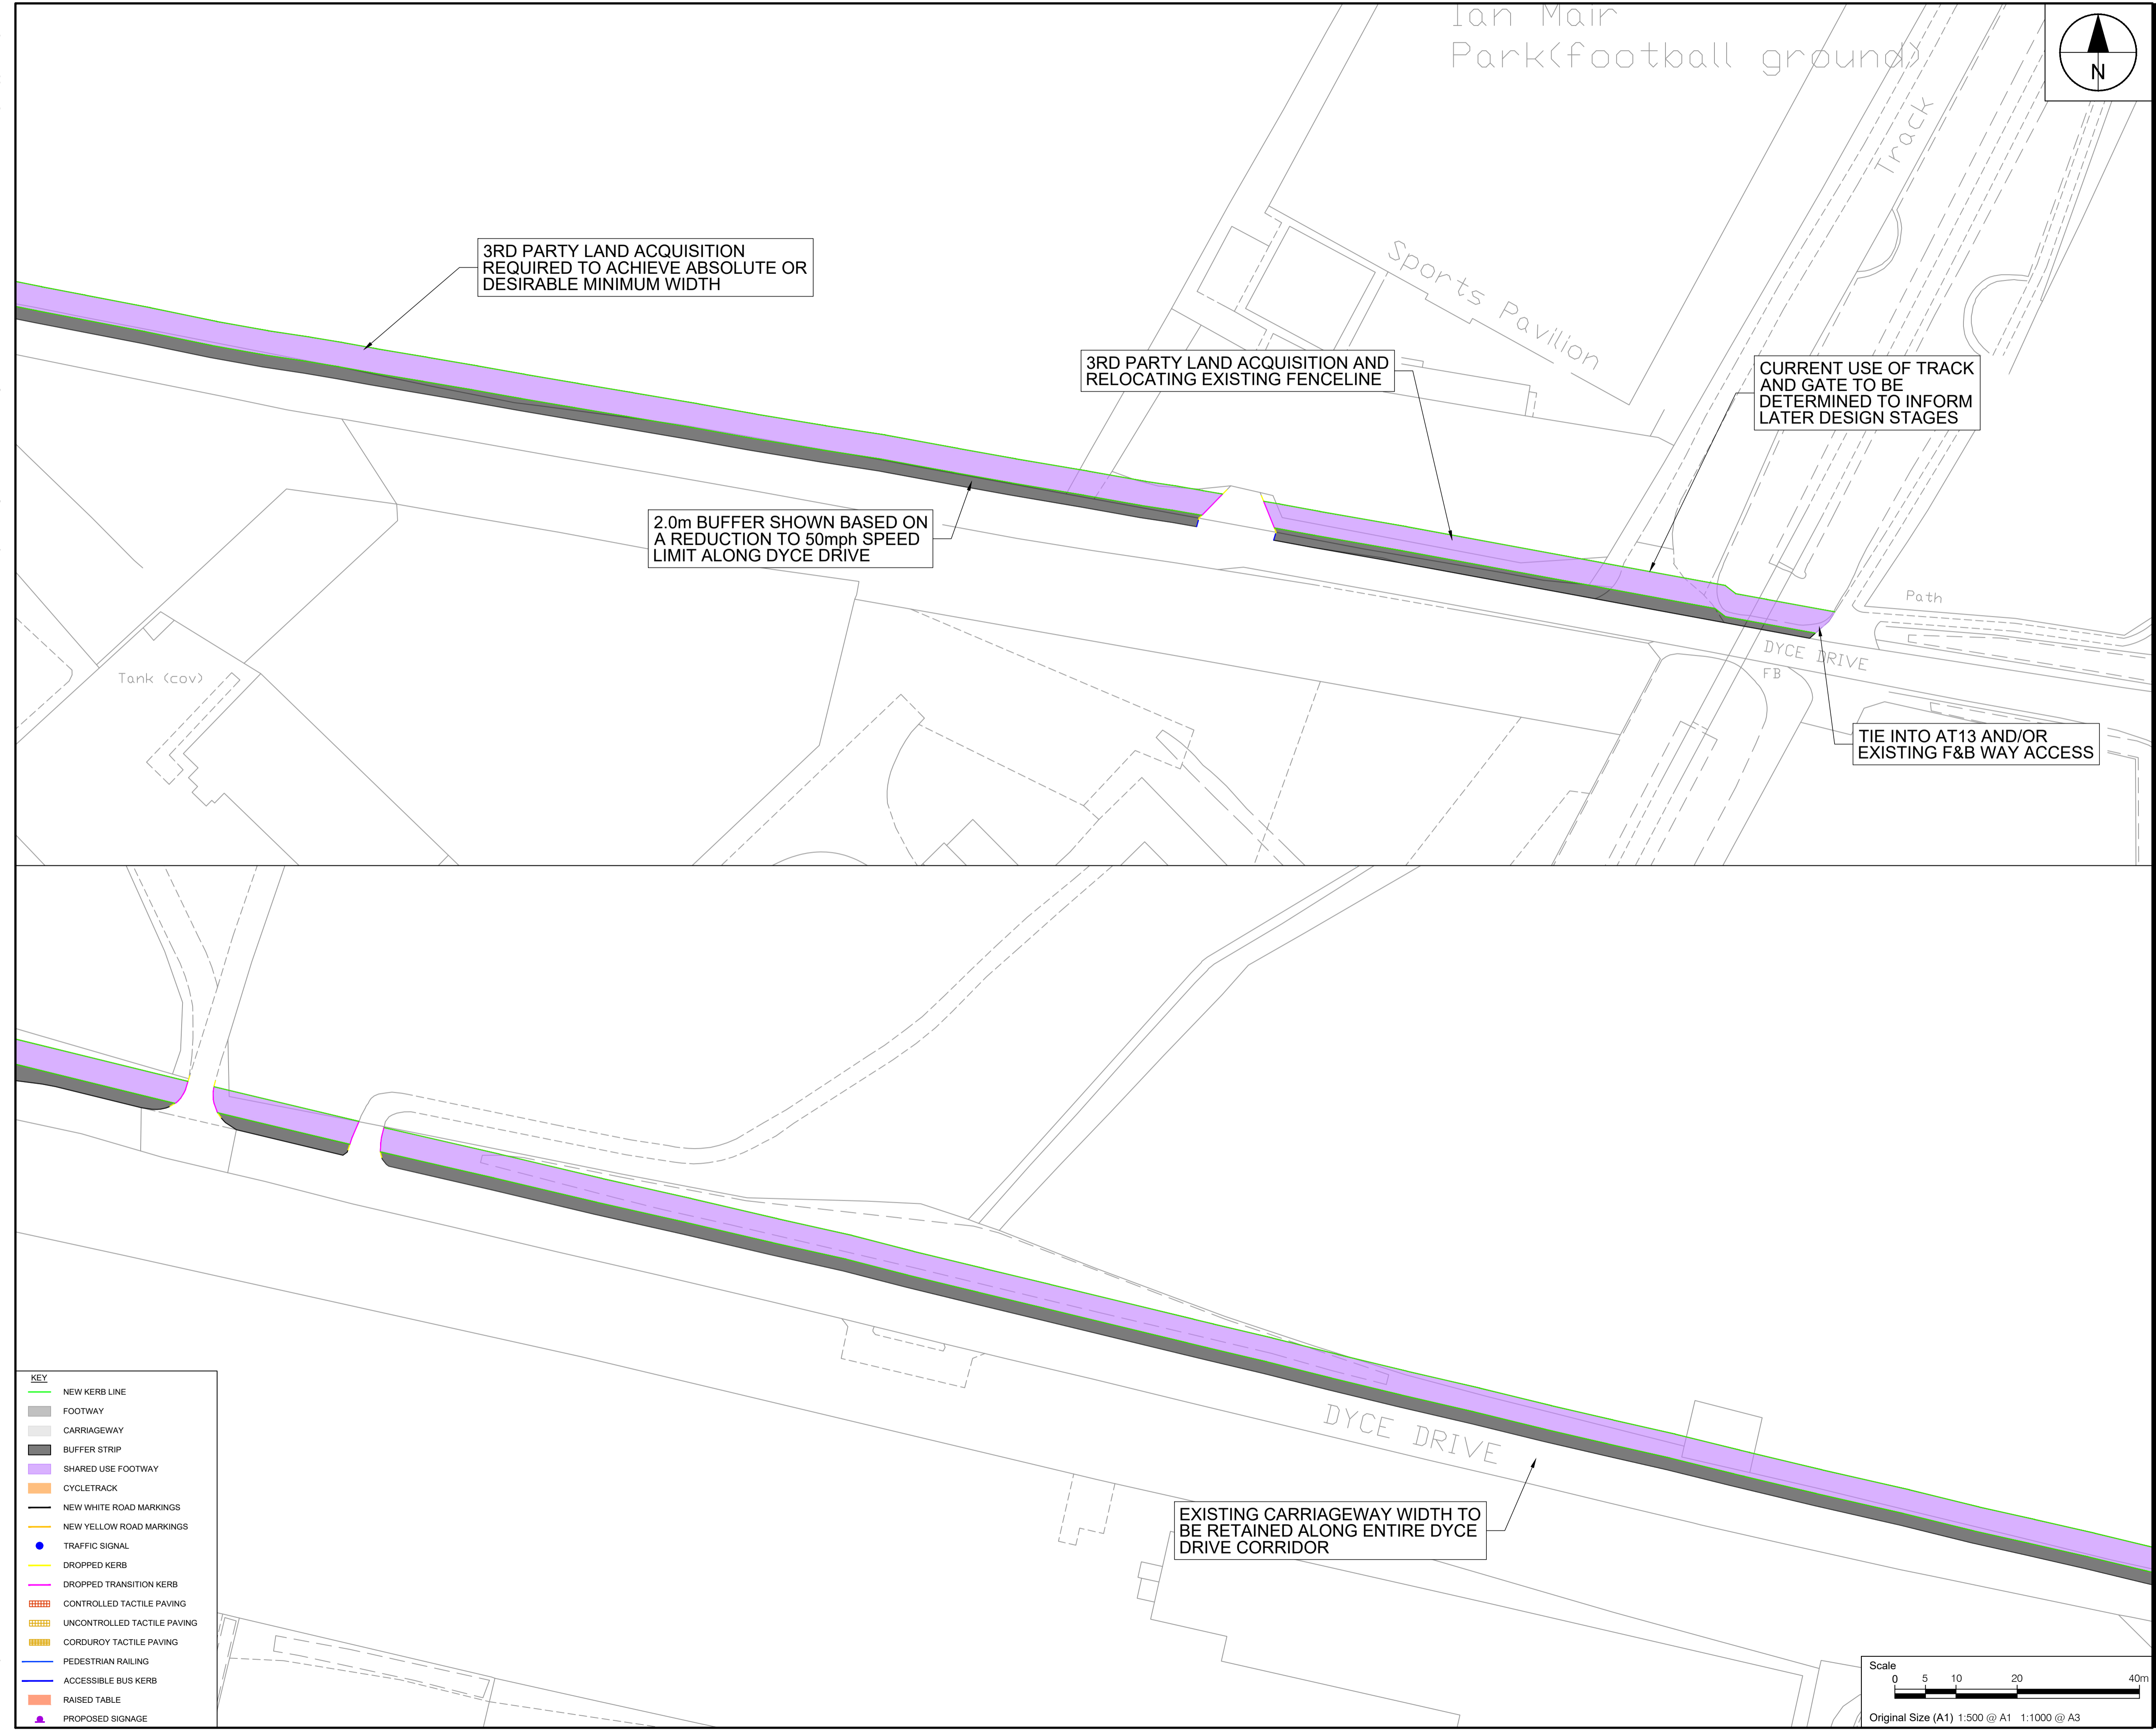 Ian Mair
Park(football ground)
N
Track
3RD PARTY LAND ACQUISITION
REQUIRED TO ACHIEVE ABSOLUTE OR
DESIRABLE MINIMUM WIDTH
Sports Pavilion
3RD PARTY LAND ACQUISITION AND
RELOCATING EXISTING FENCELINE
CURRENT USE OF TRACK
AND GATE TO BE
DETERMINED TO INFORM
LATER DESIGN STAGES
2.0m BUFFER SHOWN BASED ON
A REDUCTION TO 50mph SPEED
LIMIT ALONG DYCE DRIVE
Path
DYCE DRIVE
FB
Tank (cov)
TIE INTO AT13 AND/OR
EXISTING F&B WAY ACCESS
DYCE DRIVE
EXISTING CARRIAGEWAY WIDTH TO
BE RETAINED ALONG ENTIRE DYCE
DRIVE CORRIDOR
KEY
NEW KERB LINE
FOOTWAY
CARRIAGEWAY
BUFFER STRIP
SHARED USE FOOTWAY
CYCLETRACK
NEW WHITE ROAD MARKINGS
NEW YELLOW ROAD MARKINGS
TRAFFIC SIGNAL
DROPPED KERB
DROPPED TRANSITION KERB
CONTROLLED TACTILE PAVING
UNCONTROLLED TACTILE PAVING
CORDUROY TACTILE PAVING
PEDESTRIAN RAILING
ACCESSIBLE BUS KERB
RAISED TABLE
PROPOSED SIGNAGE
Scale
0 5 10 20 40m
Original Size (A1) 1:500 @ A1 1:1000 @ A3